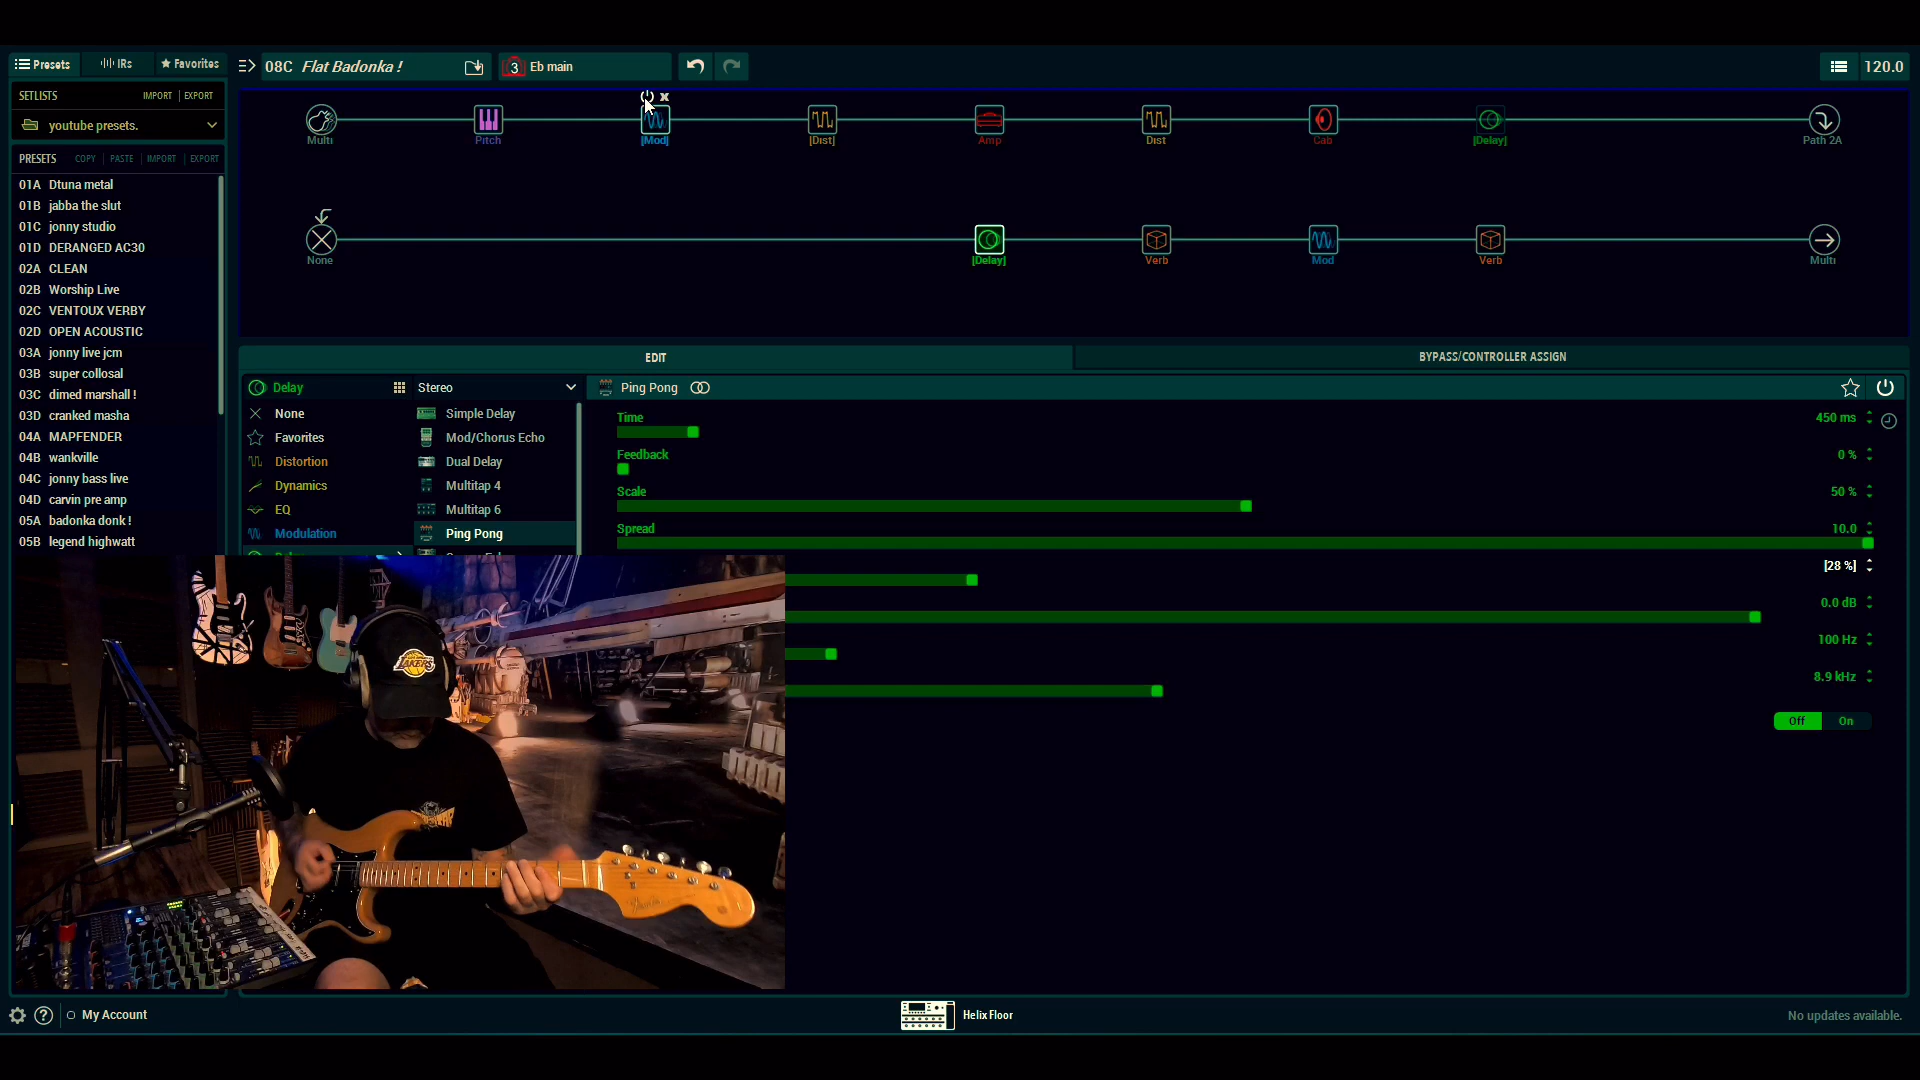 Presets IRs Favorites
08C Flat Badonka !
3 Eb main
120.0
SETLISTS IMPORT | EXPORT
youtube presets.
PRESETS COPY | PASTE | IMPORT | EXPORT
01A Dtuna metal
01B jabba the slut
01C jonny studio
01D DERANGED AC30
02A CLEAN
02B Worship Live
02C VENTOUX VERBY
02D OPEN ACOUSTIC
03A jonny live jcm
03B super collosal
03C dimed marshall !
03D cranked masha
04A MAPFENDER
04B wankville
04C jonny bass live
04D carvin pre amp
05A badonka donk !
05B legend highwatt
X
Multi Pitch [Mod] [Dist] Amp Dist Cab [Delay] Path 2A
None [Delay] Verb Mod Verb Multi
EDIT BYPASS/CONTROLLER ASSIGN
Delay Stereo Ping Pong
None
Favorites
Distortion
Dynamics
EQ
Modulation
Simple Delay
Mod/Chorus Echo
Dual Delay
Multitap 4
Multitap 6
Ping Pong
Time 450 ms
Feedback 0 %
Scale 50 %
Spread 10.0
[28 %]
0.0 dB
100 Hz
8.9 kHz
Off On
LAKERS
My Account
Helix Floor
No updates available.